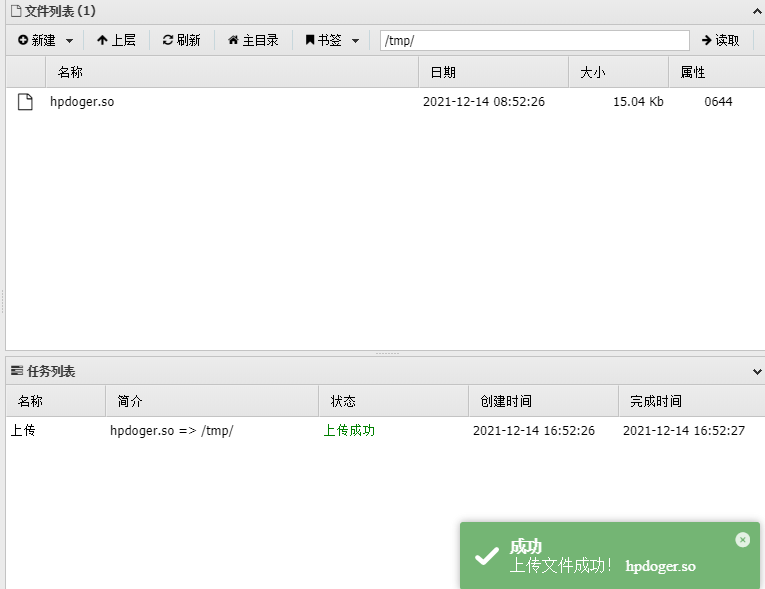 文件列表 (1)
新建 上层 刷新 主目录 书签 /tmp/ 读取
名称 日期 大小 属性
hpdoger.so 2021-12-14 08:52:26 15.04 Kb 0644
任务列表
名称 简介 状态 创建时间 完成时间
上传 hpdoger.so => /tmp/ 上传成功 2021-12-14 16:52:26 2021-12-14 16:52:27
成功
上传文件成功！ hpdoger.so